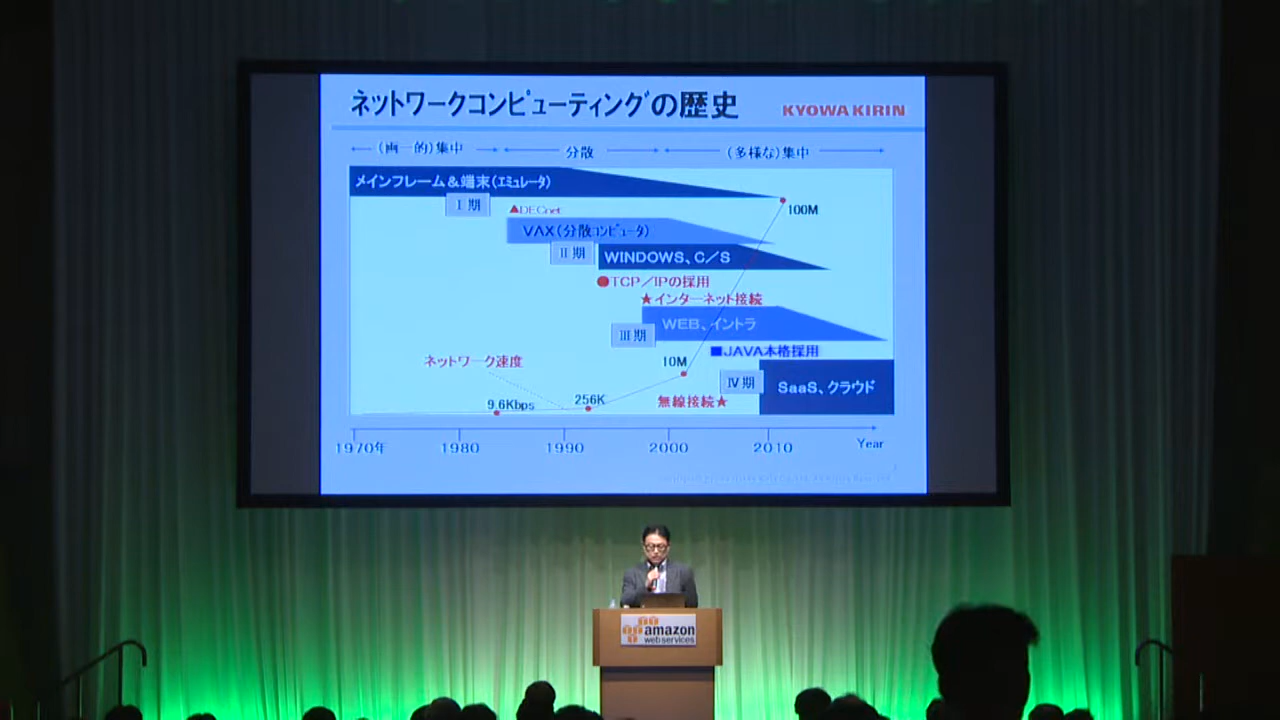 ネットワークコンピューティングの歴史
KYOWA KIRIN
(画一的)集中
分散
(多様な)集中
メインフレーム＆端末(エミュレータ)
Ⅰ期
100M
▲DECnet
VAX(分散コンピュータ)
Ⅱ期
WINDOWS、C／S
●TCP／IPの採用
★インターネット接続
WEB、イントラ
Ⅲ期
■JAVA本格採用
ネットワーク速度
10M
Ⅳ期
SaaS、クラウド
9.6Kbps
256K
無線接続★
1970年
1980
1990
2000
2010
Year
amazon
web services